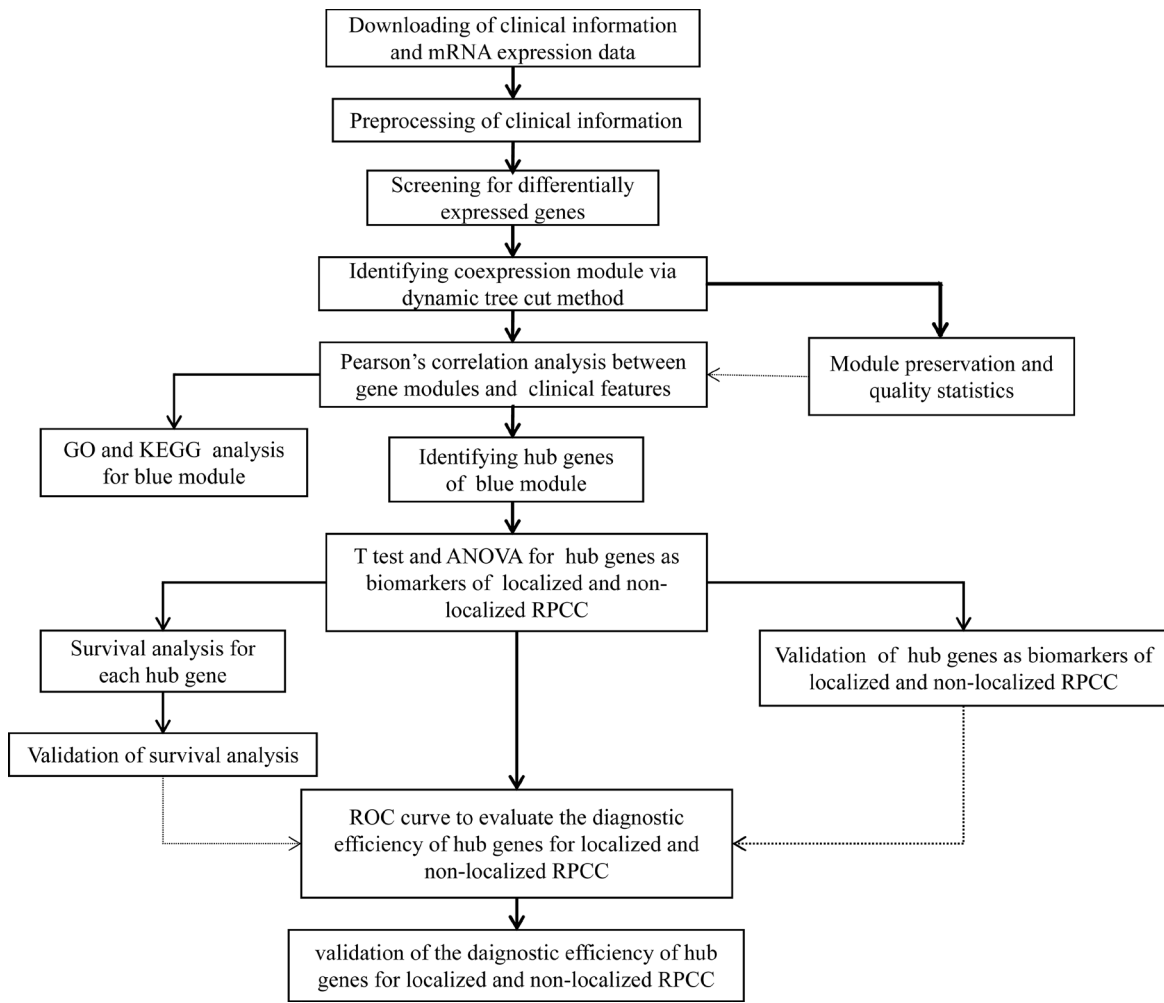 Downloading of clinical information
and mRNA expression data
Preprocessing of clinical information
Screening for differentially
expressed genes
Identifying coexpression module via
dynamic tree cut method
Pearson's correlation analysis between
gene modules and clinical features
Module preservation and
quality statistics
GO and KEGG analysis
for blue module
Identifying hub genes
of blue module
T test and ANOVA for hub genes as
biomarkers of localized and non-
localized RPCC
Survival analysis for
each hub gene
Validation of hub genes as biomarkers of
localized and non-localized RPCC
Validation of survival analysis
ROC curve to evaluate the diagnostic
efficiency of hub genes for localized and
non-localized RPCC
validation of the daignostic efficiency of hub
genes for localized and non-localized RPCC